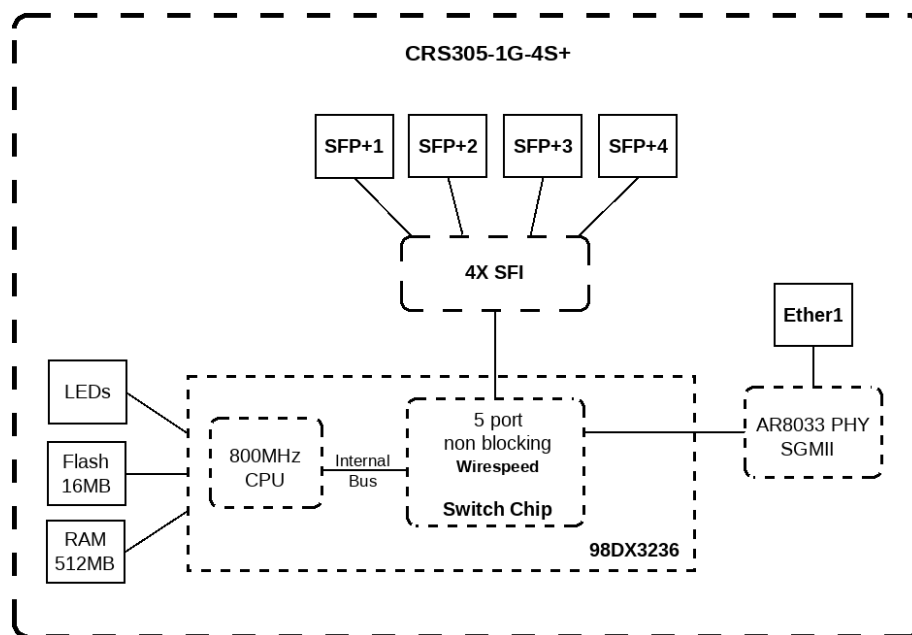 CRS305-1G-4S+
SFP+1
SFP+2
SFP+3
SFP+4
4X SFI
Ether1
LEDs
Flash
16MB
RAM
512MB
800MHz
CPU
Internal
Bus
5 port
non blocking
Wirespeed
Switch Chip
98DX3236
AR8033 PHY
SGMII